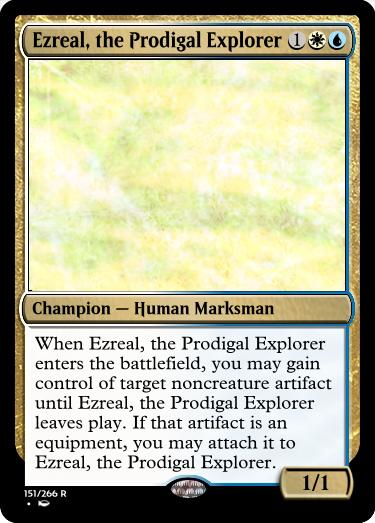 Ezreal, the Prodigal Explorer 1
Champion — Human Marksman
When Ezreal, the Prodigal Explorer
enters the battlefield, you may gain
control of target noncreature artifact
until Ezreal, the Prodigal Explorer
leaves play. If that artifact is an
equipment, you may attach it to
Ezreal, the Prodigal Explorer.
1/1
151/266 R